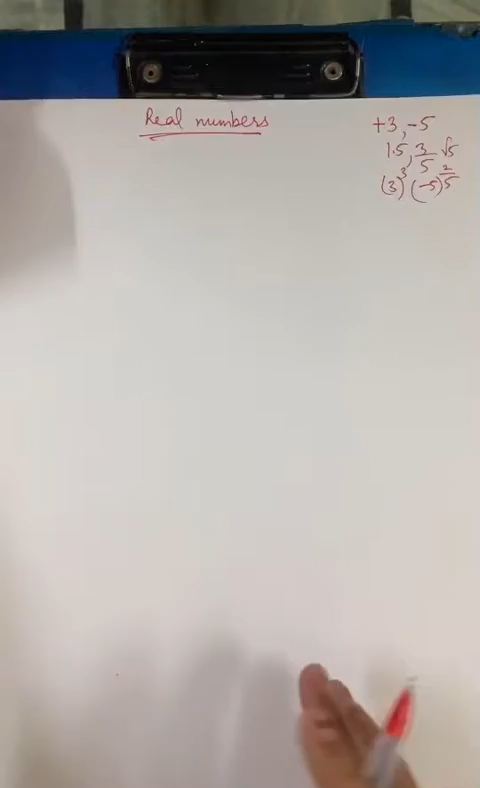 Real numbers
+3, -5
1.5, 3/5 √5
(3)³ (-5)^2/5